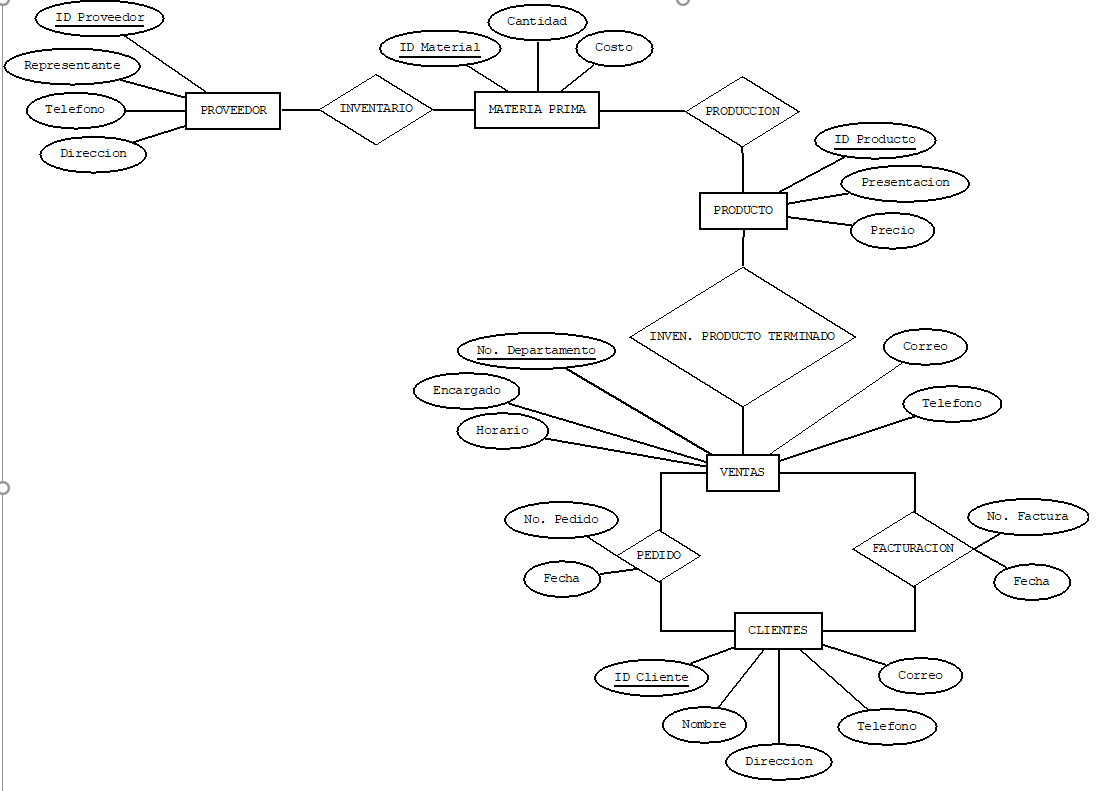 ID Proveedor
Representante
Telefono
Direccion
PROVEEDOR
INVENTARIO
ID Material
Cantidad
Costo
MATERIA PRIMA
PRODUCCION
ID Producto
Presentacion
Precio
PRODUCTO
INVEN. PRODUCTO TERMINADO
No. Departamento
Encargado
Horario
Correo
Telefono
VENTAS
No. Pedido
Fecha
PEDIDO
FACTURACION
No. Factura
Fecha
CLIENTES
ID Cliente
Nombre
Direccion
Telefono
Correo